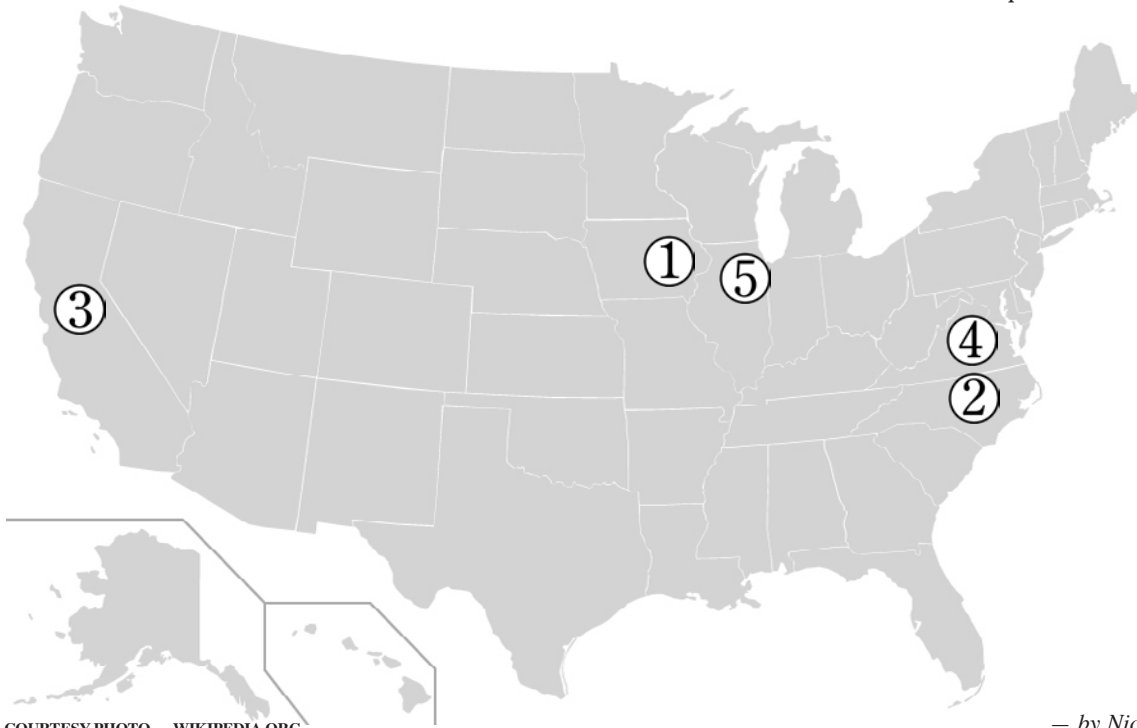 ①
⑤
③
④
②
COURTESY PHOTO — WIKIPEDIA.ORG
— by Nic